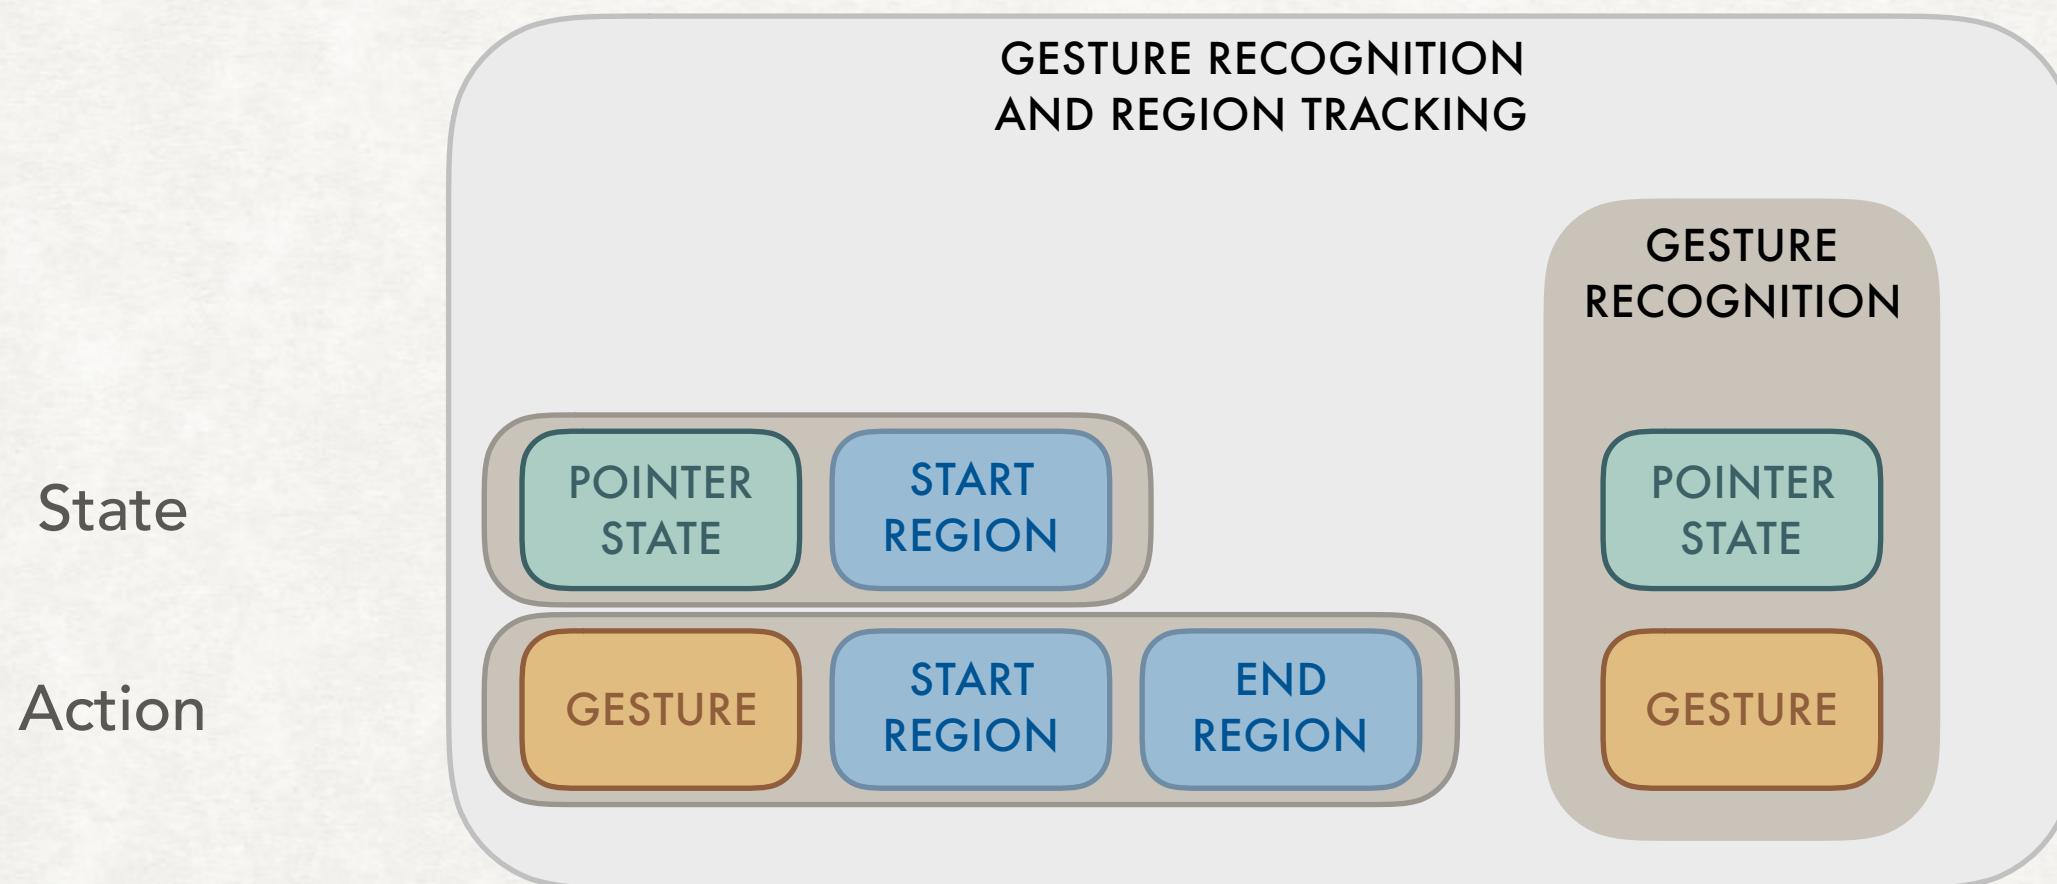 GESTURE RECOGNITION
AND REGION TRACKING
GESTURE
RECOGNITION
State
POINTER
STATE
START
REGION
POINTER
STATE
Action
GESTURE
START
REGION
END
REGION
GESTURE